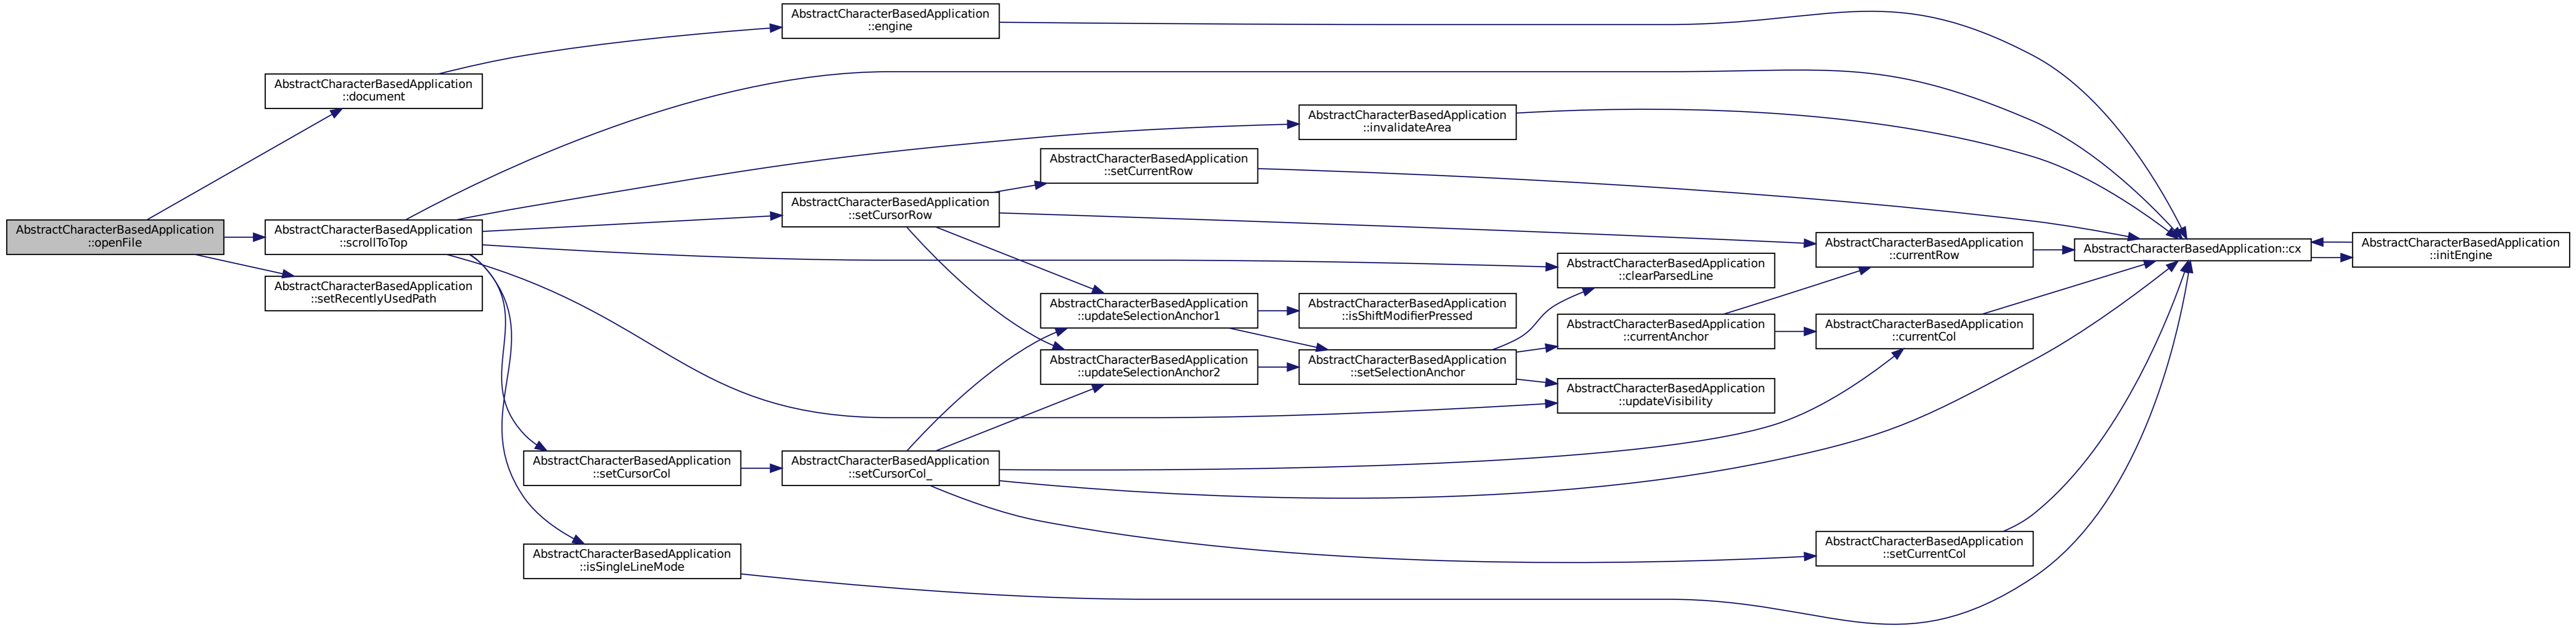 AbstractCharacterBasedApplication
::openFile
AbstractCharacterBasedApplication
::document
AbstractCharacterBasedApplication
::scrollToTop
AbstractCharacterBasedApplication
::setRecentlyUsedPath
AbstractCharacterBasedApplication
::setCursorCol
AbstractCharacterBasedApplication
::isSingleLineMode
AbstractCharacterBasedApplication
::engine
AbstractCharacterBasedApplication
::setCursorRow
AbstractCharacterBasedApplication
::setCursorCol_
AbstractCharacterBasedApplication
::setCurrentRow
AbstractCharacterBasedApplication
::updateSelectionAnchor1
AbstractCharacterBasedApplication
::updateSelectionAnchor2
AbstractCharacterBasedApplication
::invalidateArea
AbstractCharacterBasedApplication
::isShiftModifierPressed
AbstractCharacterBasedApplication
::setSelectionAnchor
AbstractCharacterBasedApplication
::clearParsedLine
AbstractCharacterBasedApplication
::currentAnchor
AbstractCharacterBasedApplication
::updateVisibility
AbstractCharacterBasedApplication
::currentRow
AbstractCharacterBasedApplication
::currentCol
AbstractCharacterBasedApplication
::setCurrentCol
AbstractCharacterBasedApplication::cx
AbstractCharacterBasedApplication
::initEngine